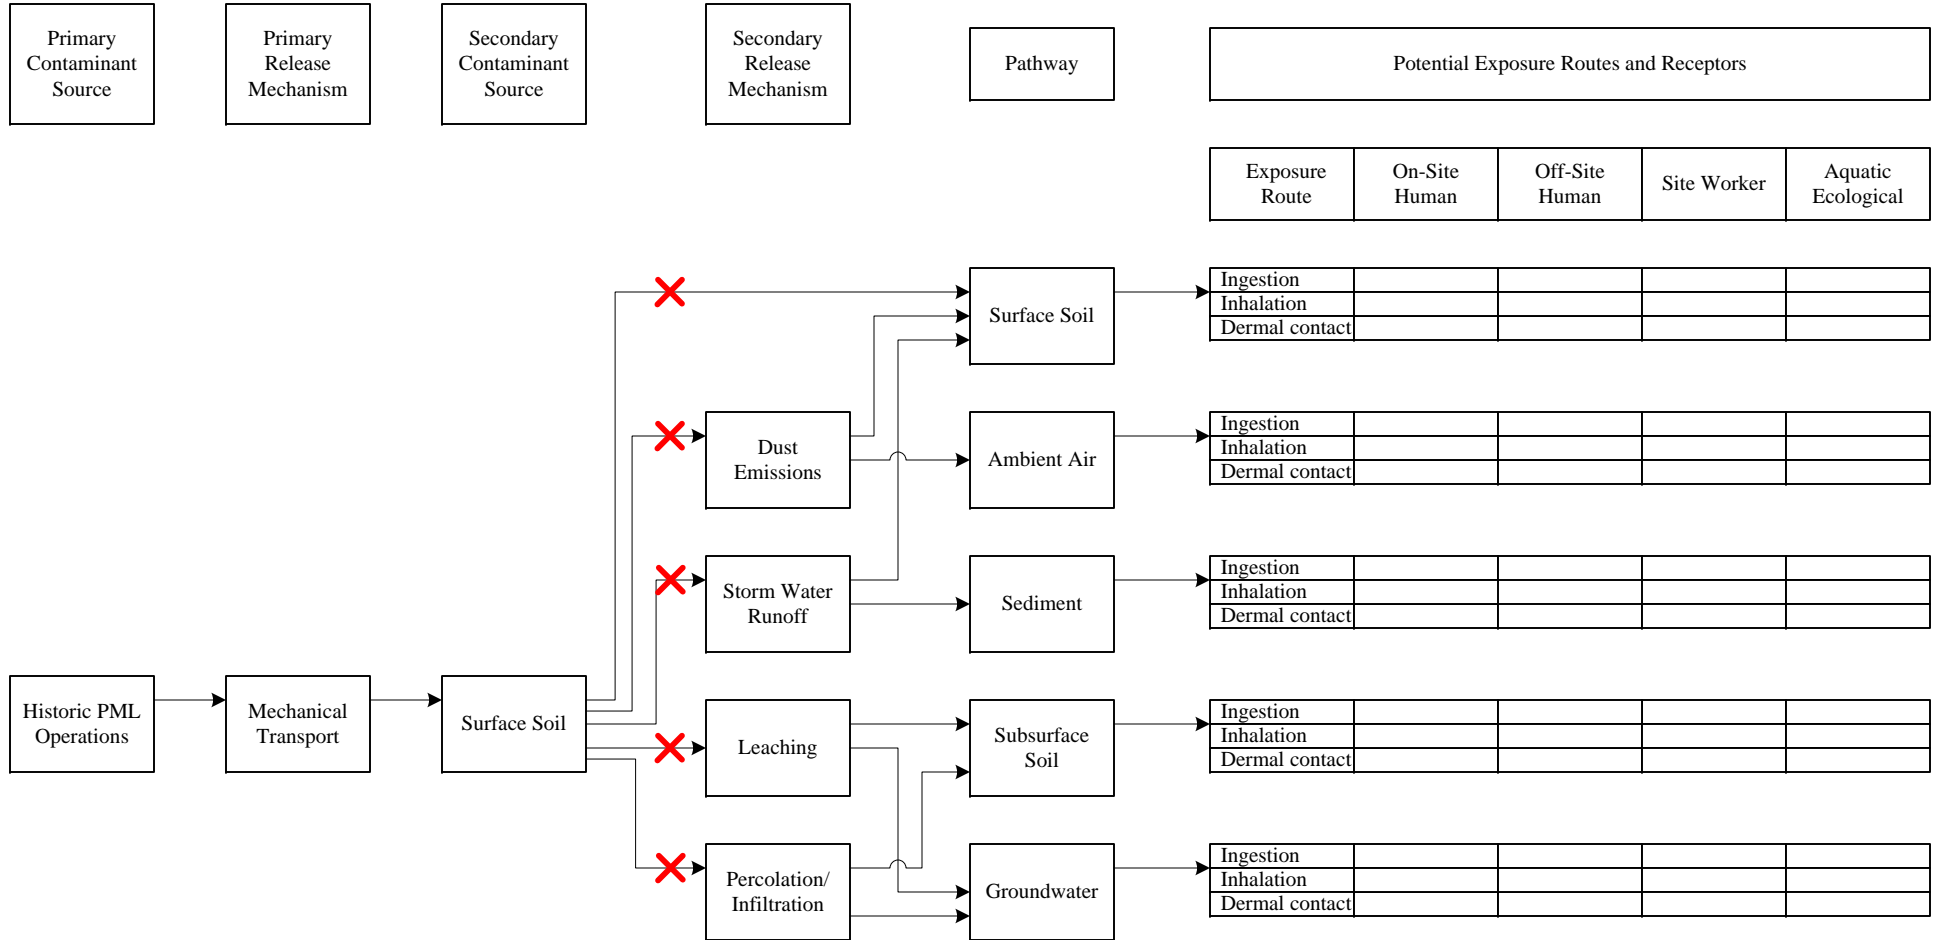 Primary
Contaminant
Source
Primary
Release
Mechanism
Secondary
Contaminant
Source
Secondary
Release
Mechanism
Pathway
Potential Exposure Routes and Receptors
Exposure
Route
On-Site
Human
Off-Site
Human
Site Worker
Aquatic
Ecological
Surface Soil
Ingestion
Inhalation
Dermal contact
Dust
Emissions
Ambient Air
Ingestion
Inhalation
Dermal contact
Storm Water
Runoff
Sediment
Ingestion
Inhalation
Dermal contact
Historic PML
Operations
Mechanical
Transport
Surface Soil
Leaching
Subsurface
Soil
Ingestion
Inhalation
Dermal contact
Percolation/
Infiltration
Groundwater
Ingestion
Inhalation
Dermal contact